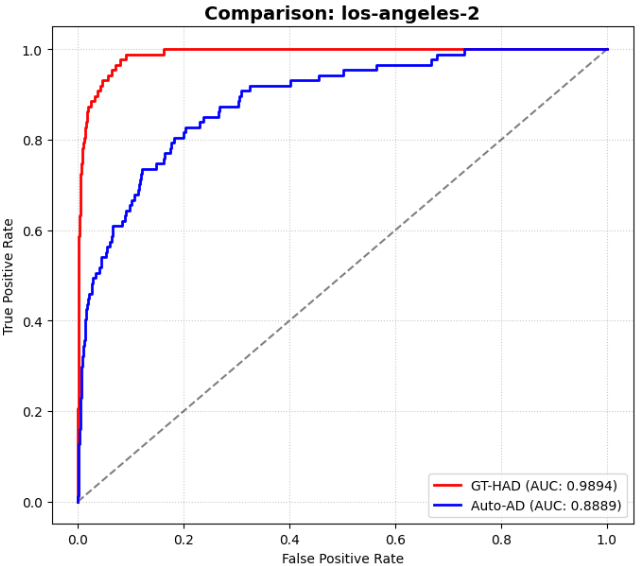 Comparison: los-angeles-2
True Positive Rate
1.0
0.8
0.6
0.4
0.2
0.0
0.0 0.2 0.4 0.6 0.8 1.0
False Positive Rate
GT-HAD (AUC: 0.9894)
Auto-AD (AUC: 0.8889)